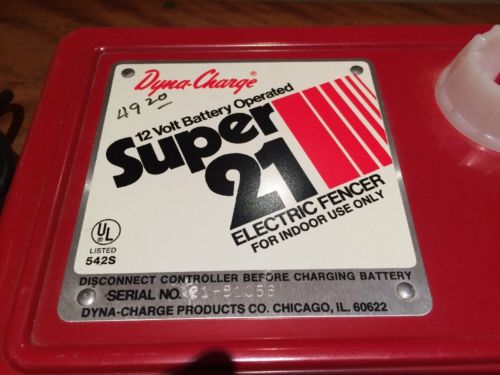 Dyna-Charge®
4920
12 Volt Battery Operated
Super
21
ELECTRIC FENCER
FOR INDOOR USE ONLY
UL
®
LISTED
542S
DISCONNECT CONTROLLER BEFORE CHARGING BATTERY
SERIAL NO.
DYNA-CHARGE PRODUCTS CO. CHICAGO, IL. 60622